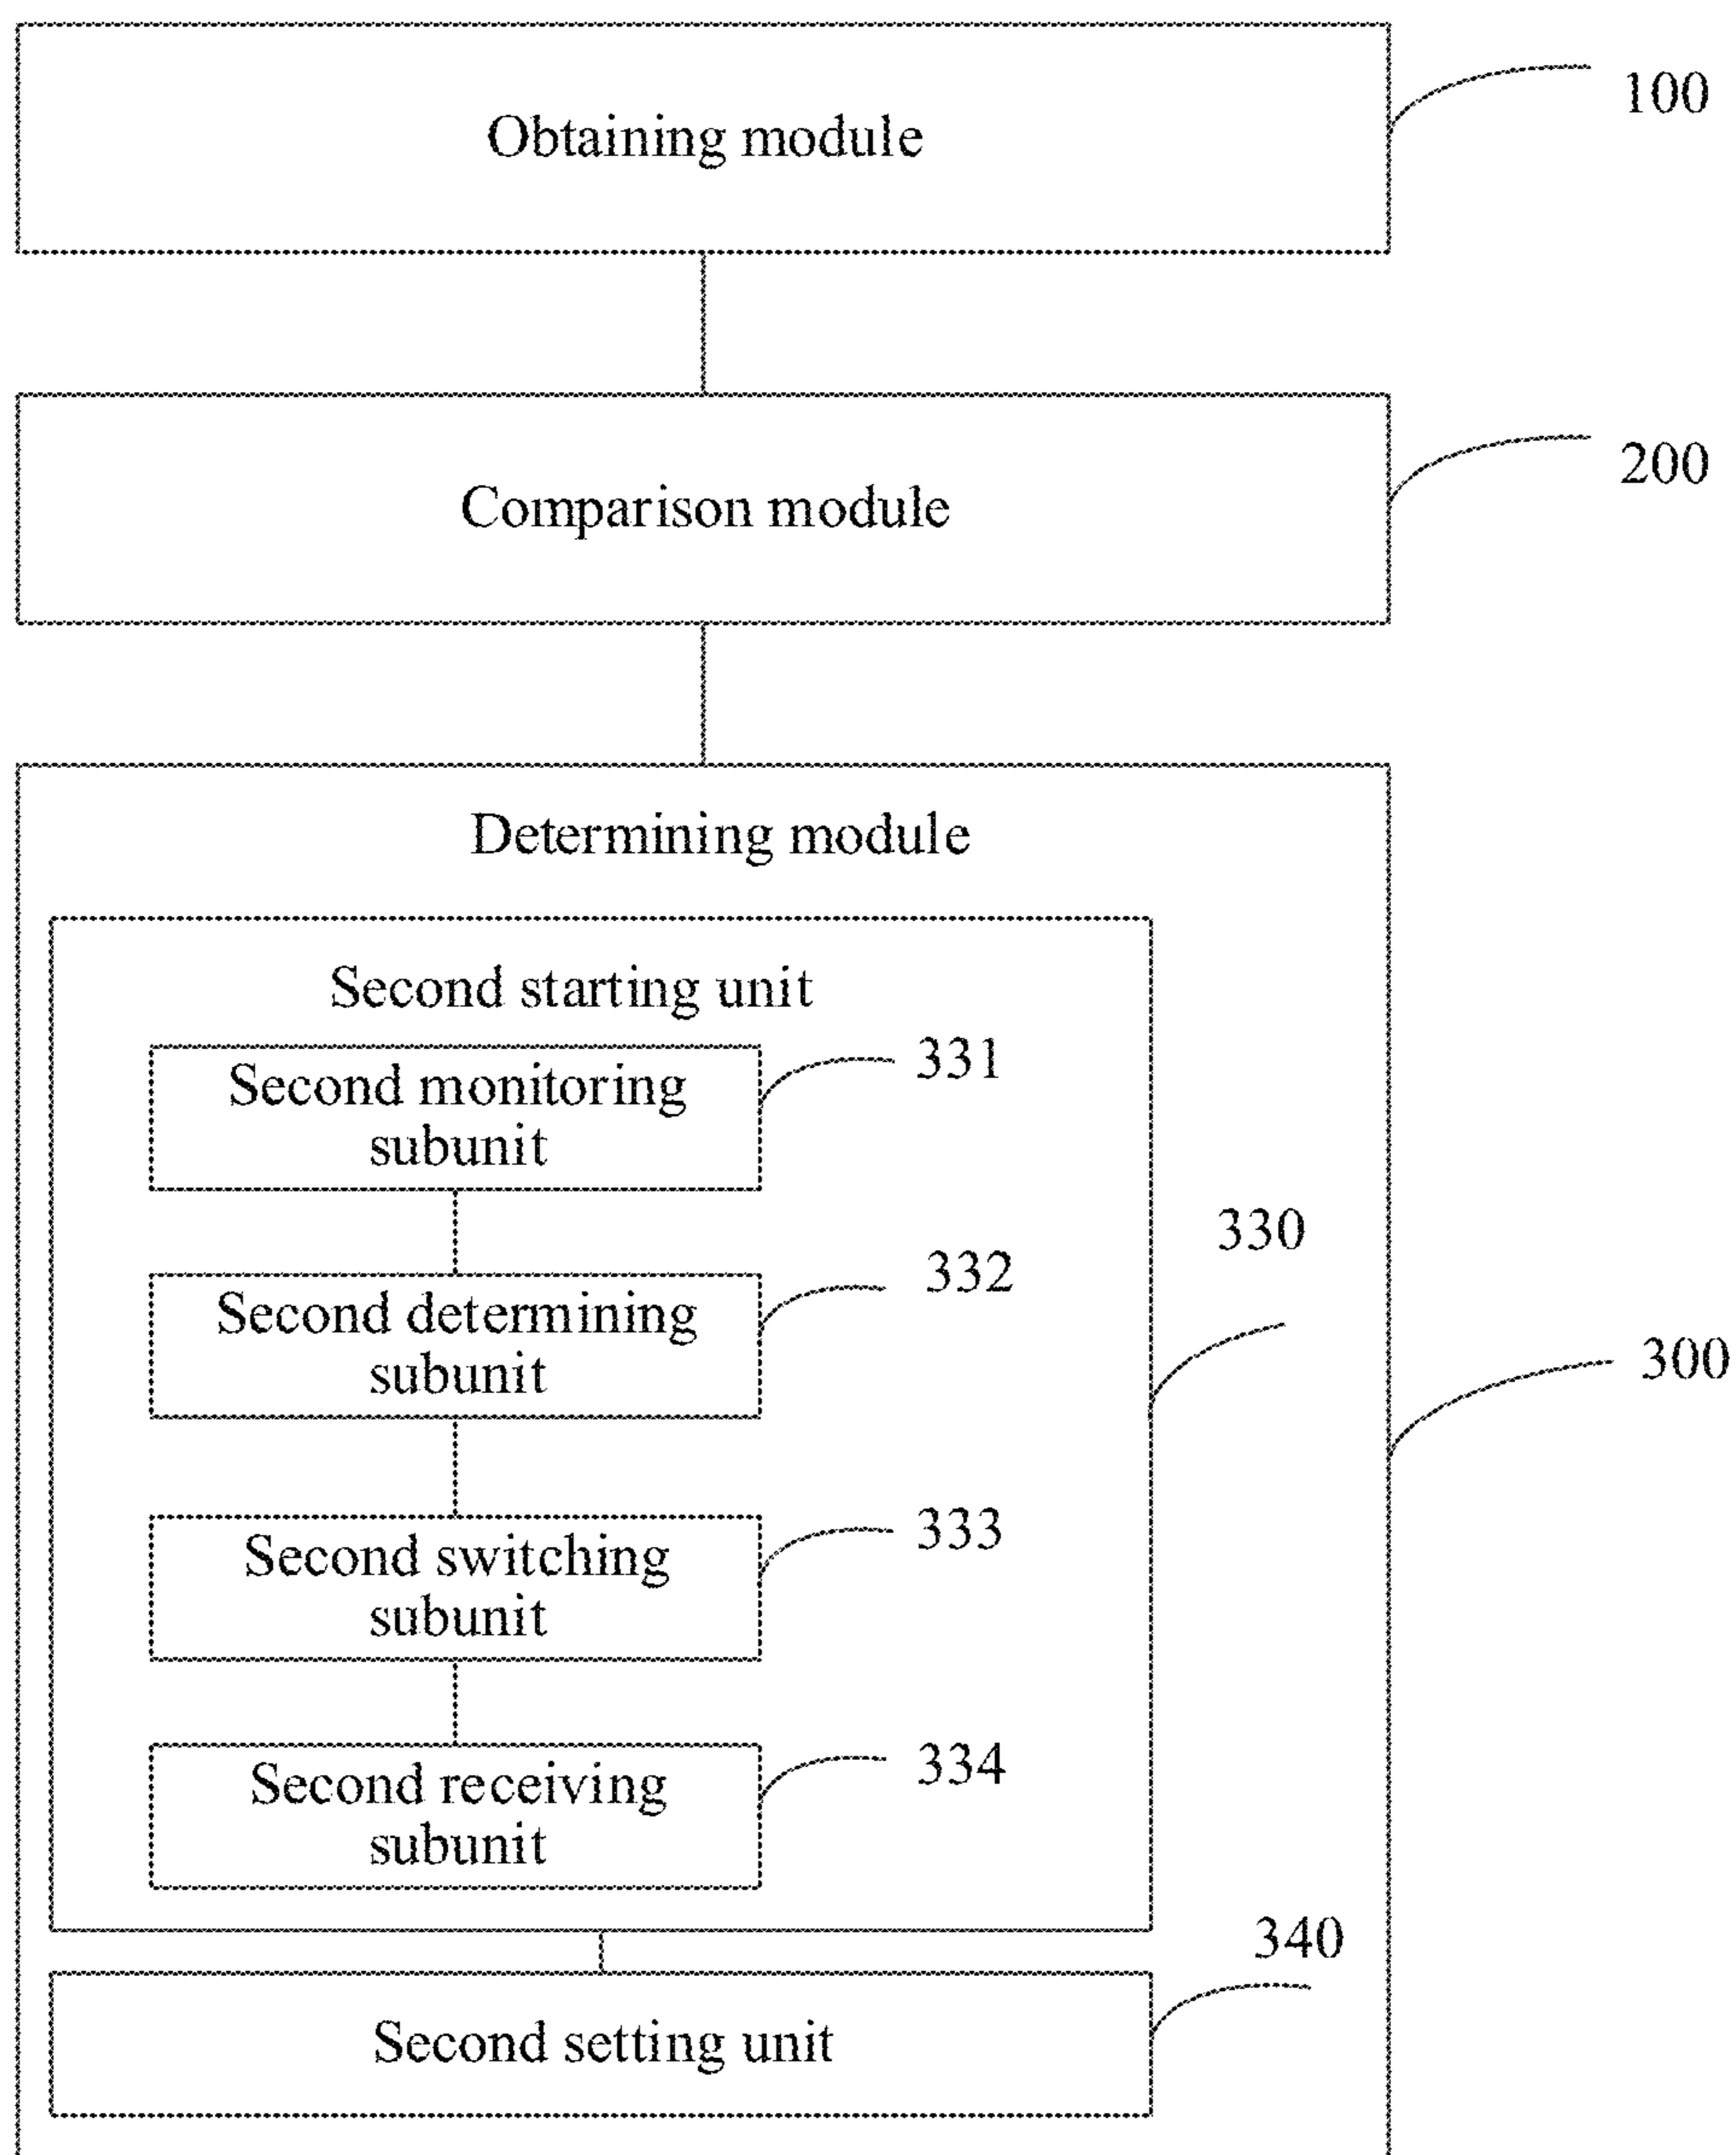 Obtaining module
100
Comparison module
200
Determining module
Second starting unit
Second monitoring
subunit
331
330
Second determining
subunit
332
300
Second switching
subunit
333
Second receiving
subunit
334
340
Second setting unit